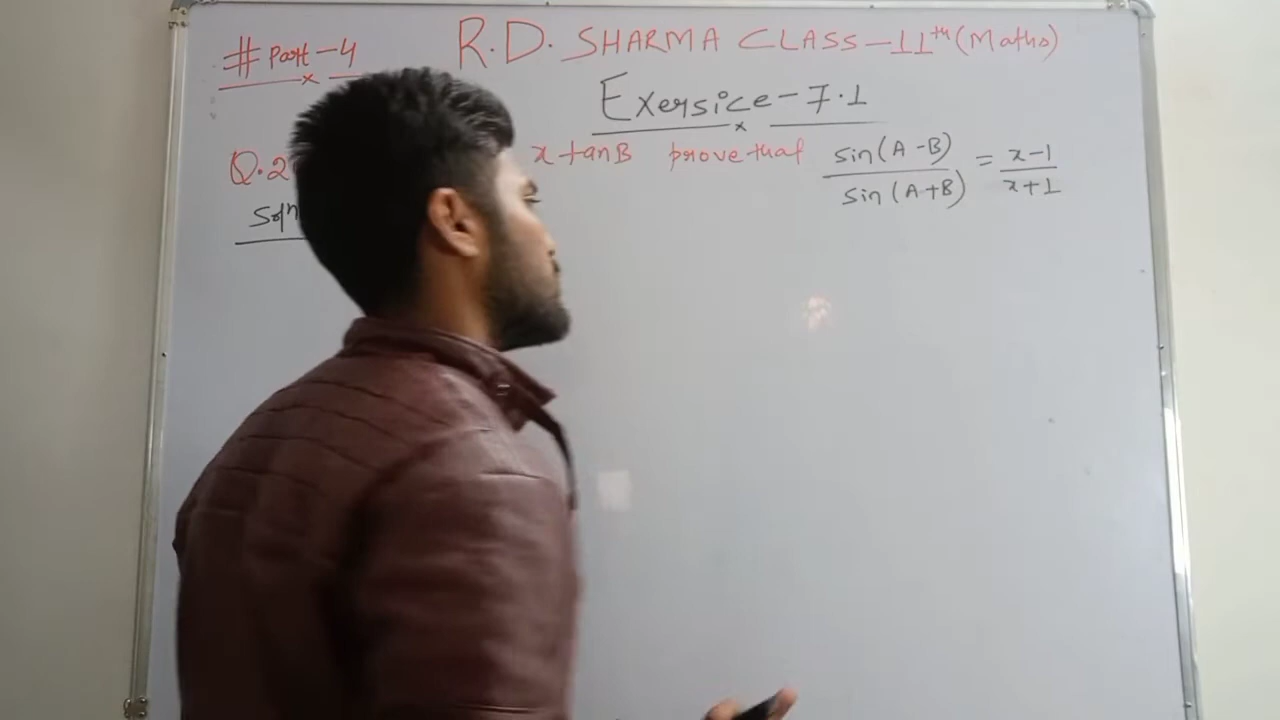 # Part-4
R.D. SHARMA CLASS-11th (Maths)
Exersice-7.1
Q.2 x tanB prove that sin(A-B)/sin(A+B) = x-1/x+1
Soln